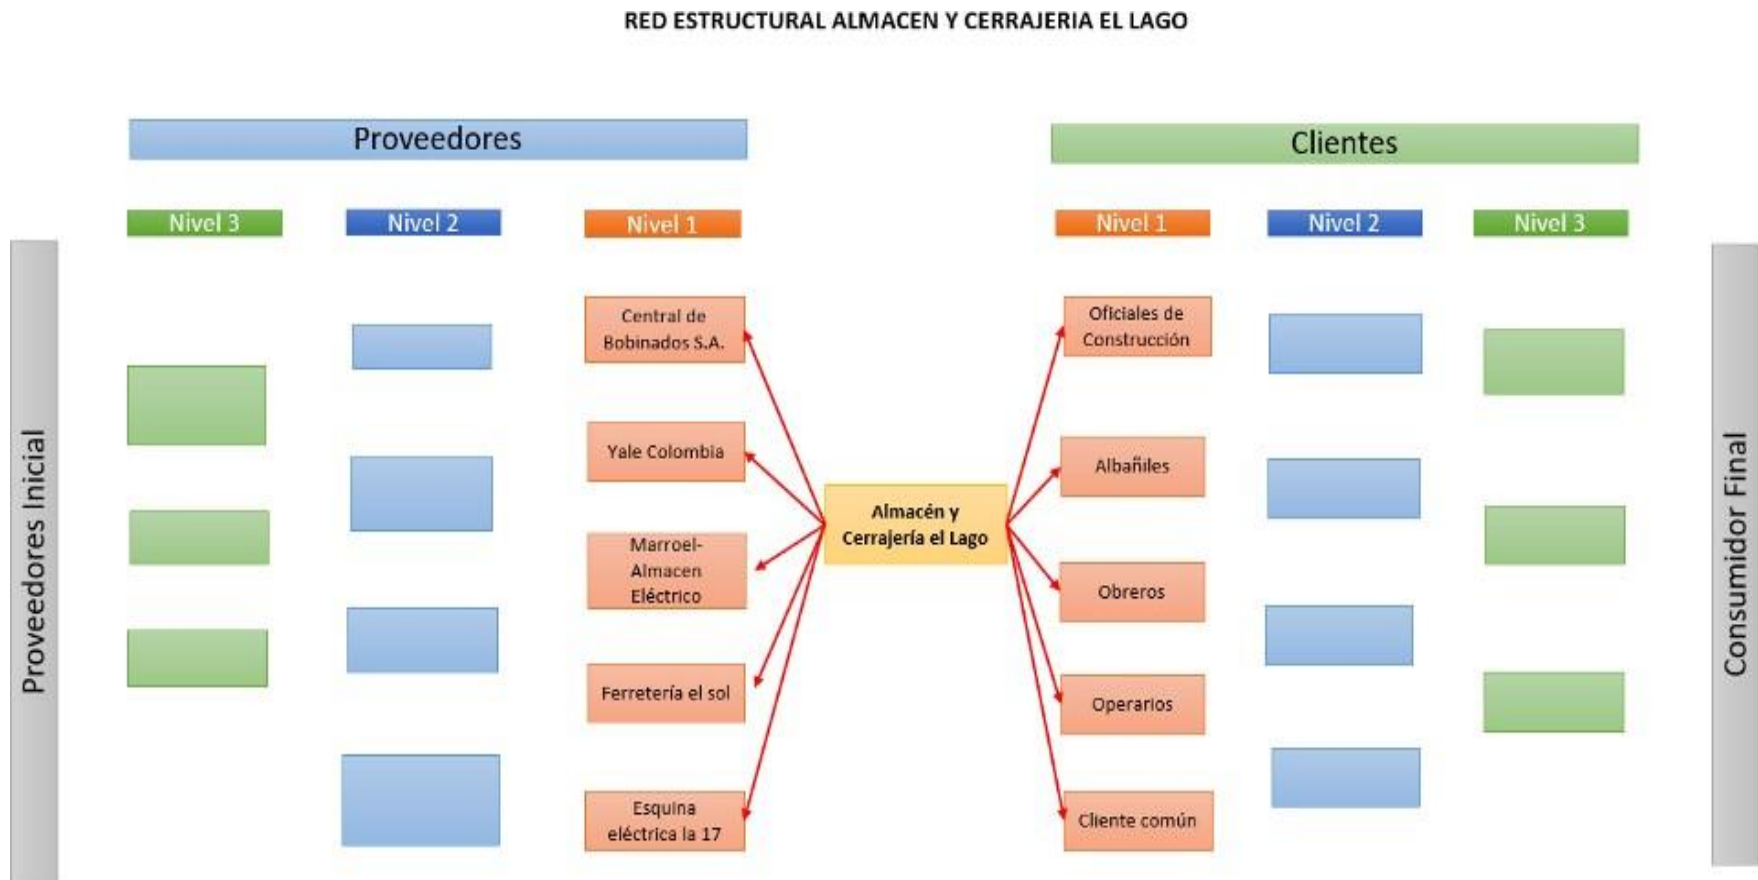 RED ESTRUCTURAL ALMACEN Y CERRAJERIA EL LAGO
Proveedores
Clientes
Nivel 3
Nivel 2
Nivel 1
Nivel 1
Nivel 2
Nivel 3
Proveedores Inicial
Central de
Bobinados S.A.
Yale Colombia
Marroel-
Almacen
Eléctrico
Ferretería el sol
Esquina
eléctrica la 17
Almacén y
Cerrajería el Lago
Oficiales de
Construcción
Albañiles
Obreros
Operarios
Cliente común
Consumidor Final